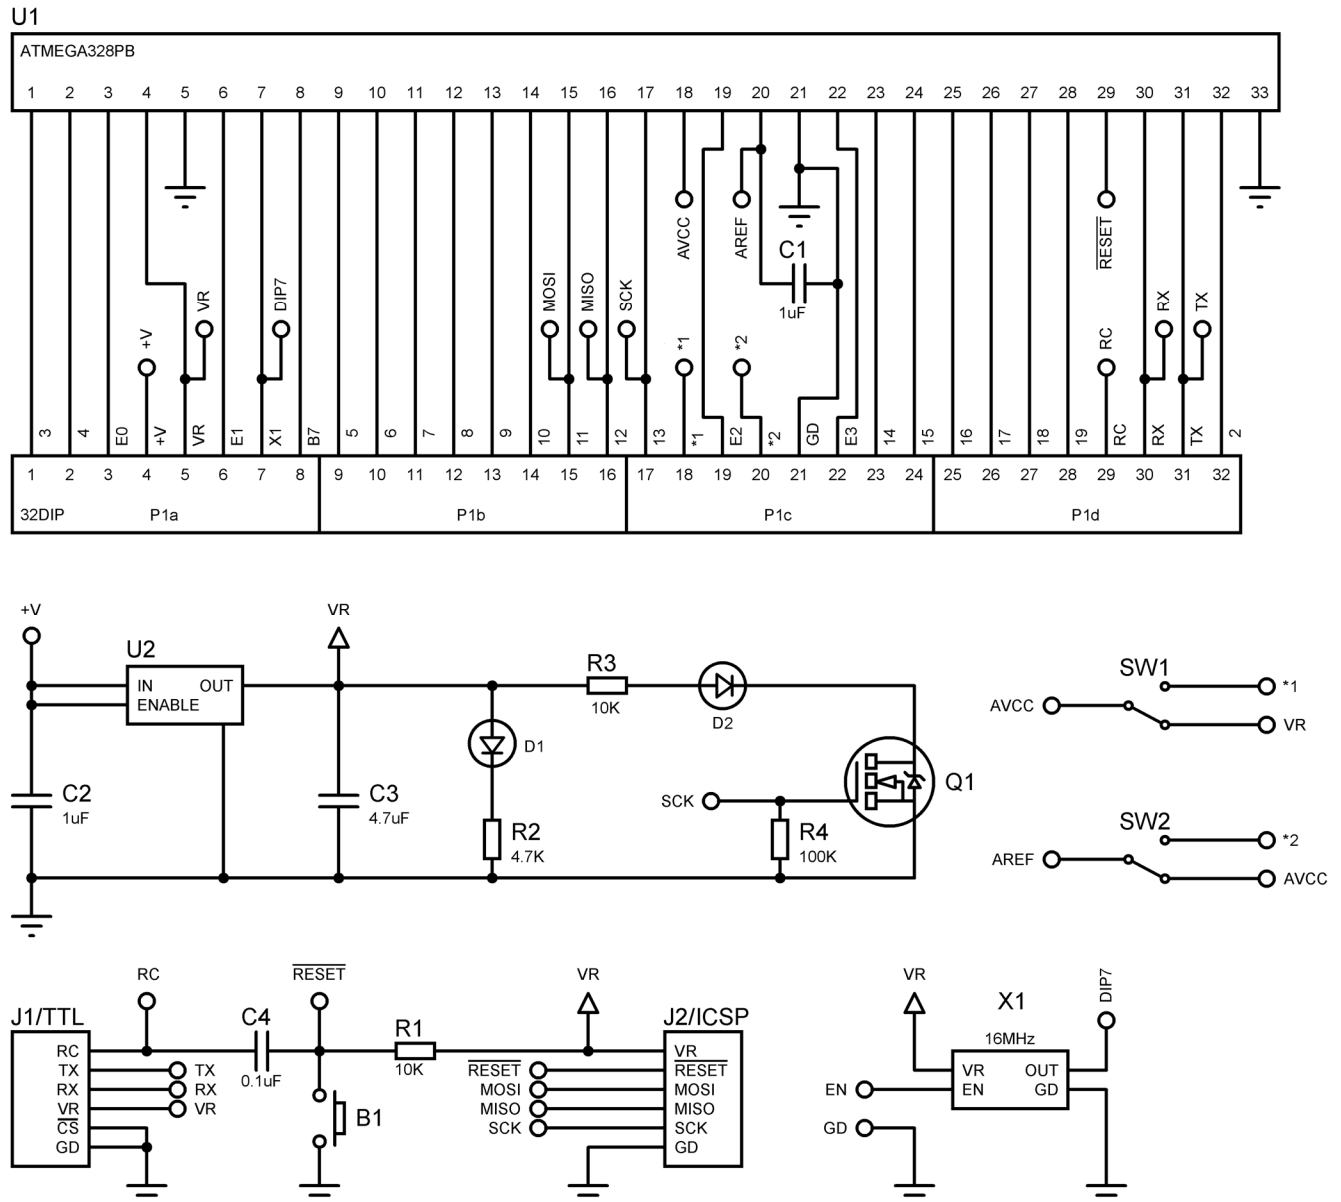 U1
ATMEGA328PB
1 2 3 4 5 6 7 8 9 10 11 12 13 14 15 16 17 18 19 20 21 22 23 24 25 26 27 28 29 30 31 32 33
AVCC
AREF
RESET
C1
1uF
VR
DIP7
MOSI
MISO
SCK
RX
TX
+V
*1
*2
RC
3 4 E0 +V VR E1 X1 B7 5 6 7 8 9 10 11 12 13 *1 E2 *2 GD E3 14 15 16 17 18 19 RC RX TX 2
1 2 3 4 5 6 7 8 9 10 11 12 13 14 15 16 17 18 19 20 21 22 23 24 25 26 27 28 29 30 31 32
32DIP P1a P1b P1c P1d
+V
VR
U2
IN OUT
ENABLE
R3
10K
D2
D1
C2
1uF
C3
4.7uF
R2
4.7K
SCK
R4
100K
Q1
SW1
*1
AVCC
VR
SW2
*2
AREF
AVCC
RC
RESET
VR
VR
DIP7
J1/TTL
C4
0.1uF
R1
10K
J2/ICSP
X1
16MHz
RC
TX TX
RX RX
VR VR
CS
GD
B1
VR
RESET RESET
MOSI MOSI
MISO MISO
SCK SCK
GD
VR OUT
EN EN GD
GD